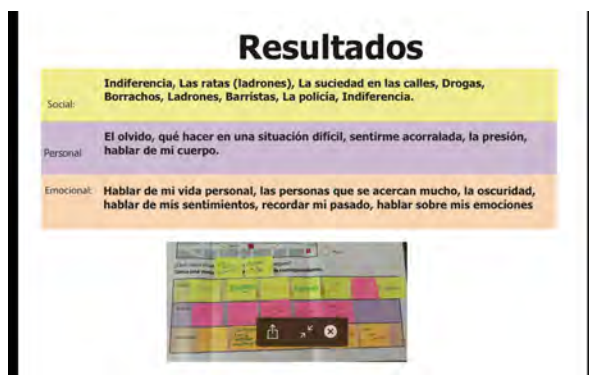 Resultados
Indiferencia, Las ratas (ladrones), La suciedad en las calles, Drogas,
Social: Borrachos, Ladrones, Barristas, La policía, Indiferencia.
El olvido, qué hacer en una situación difícil, sentirme acorralada, la presión,
Personal hablar de mi cuerpo.
Emocional: Hablar de mi vida personal, las personas que se acercan mucho, la oscuridad,
hablar de mis sentimientos, recordar mi pasado, hablar sobre mis emociones